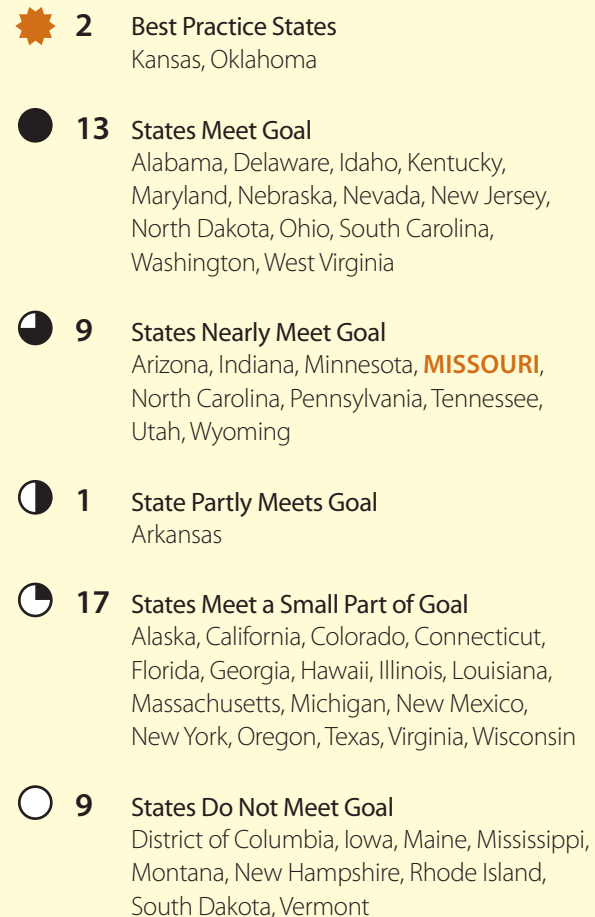 2 Best Practice States
Kansas, Oklahoma
13 States Meet Goal
Alabama, Delaware, Idaho, Kentucky,
Maryland, Nebraska, Nevada, New Jersey,
North Dakota, Ohio, South Carolina,
Washington, West Virginia
9 States Nearly Meet Goal
Arizona, Indiana, Minnesota, MISSOURI,
North Carolina, Pennsylvania, Tennessee,
Utah, Wyoming
1 State Partly Meets Goal
Arkansas
17 States Meet a Small Part of Goal
Alaska, California, Colorado, Connecticut,
Florida, Georgia, Hawaii, Illinois, Louisiana,
Massachusetts, Michigan, New Mexico,
New York, Oregon, Texas, Virginia, Wisconsin
9 States Do Not Meet Goal
District of Columbia, Iowa, Maine, Mississippi,
Montana, New Hampshire, Rhode Island,
South Dakota, Vermont